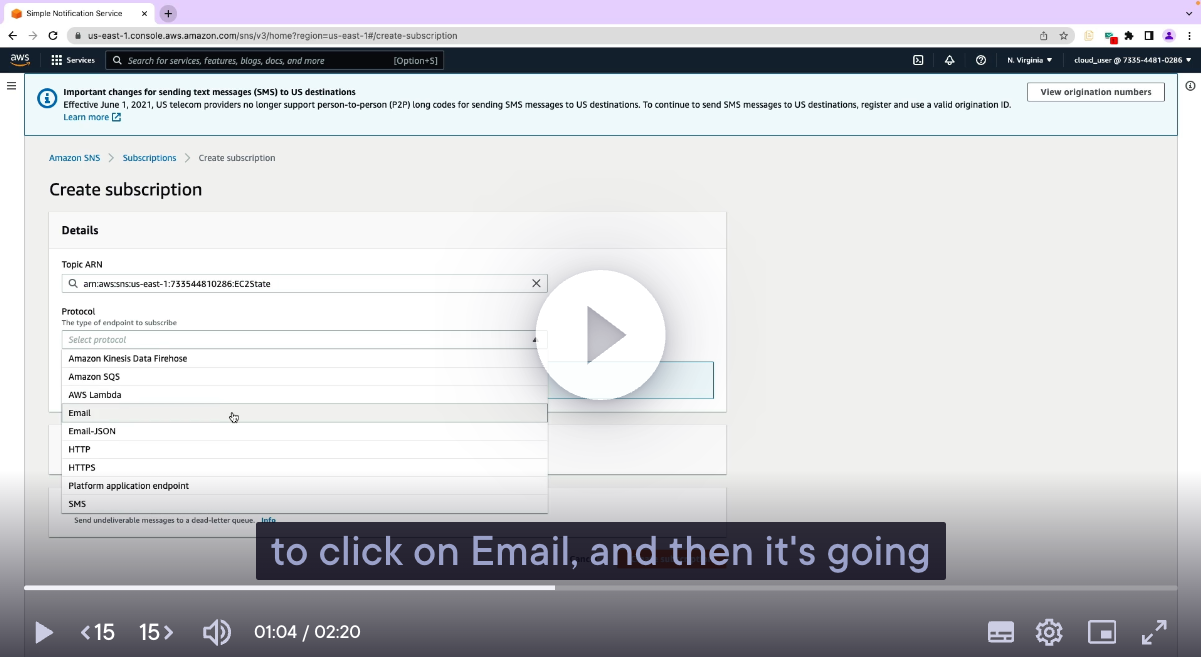 Simple Notification Service
us-east-1.console.aws.amazon.com/sns/v3/home?region=us-east-1#/create-subscription
aws
Services
Search for services, features, blogs, docs, and more
[Option+S]
N. Virginia
cloud_user @ 7335-4481-0286
Important changes for sending text messages (SMS) to US destinations
Effective June 1, 2021, US telecom providers no longer support person-to-person (P2P) long codes for sending SMS messages to US destinations. To continue to send SMS messages to US destinations, register and use a valid origination ID.
Learn more
View origination numbers
Amazon SNS
Subscriptions
Create subscription
Create subscription
Details
Topic ARN
arn:aws:sns:us-east-1:733544810286:EC2State
Protocol
The type of endpoint to subscribe
Select protocol
Amazon Kinesis Data Firehose
Amazon SQS
AWS Lambda
Email
Email-JSON
HTTP
HTTPS
Platform application endpoint
SMS
Send undeliverable messages to a dead-letter queue. Info
to click on Email, and then it's going
15
15
01:04 / 02:20